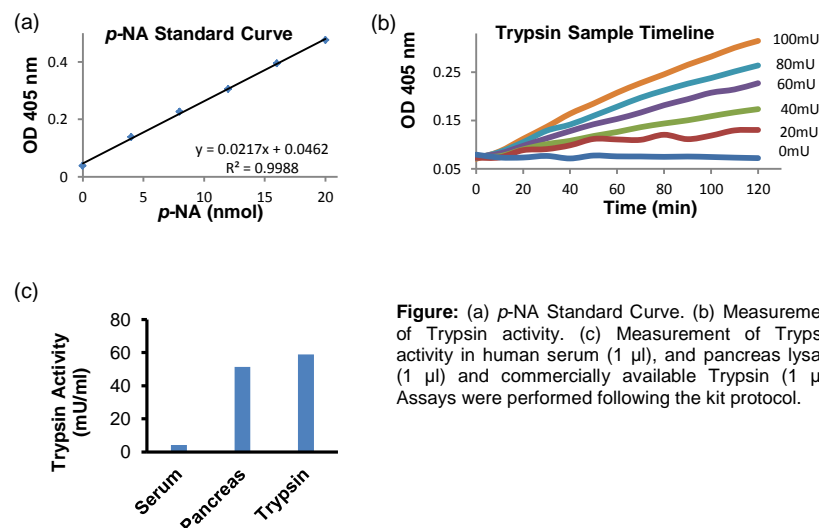 (a)
p-NA Standard Curve
OD 405 nm
0.4
0.2
0
y = 0.0217x + 0.0462
R² = 0.9988
0 5 10 15 20
p-NA (nmol)
(b)
Trypsin Sample Timeline
OD 405 nm
0.25
0.15
0.05
100mU
80mU
60mU
40mU
20mU
0mU
0 20 40 60 80 100 120
Time (min)
(c)
Trypsin Activity
(mU/ml)
80
60
40
20
0
Serum
Pancreas
Trypsin
Figure: (a) p-NA Standard Curve. (b) Measureme
of Trypsin activity. (c) Measurement of Tryps
activity in human serum (1 µl), and pancreas lysa
(1 µl) and commercially available Trypsin (1 µ
Assays were performed following the kit protocol.